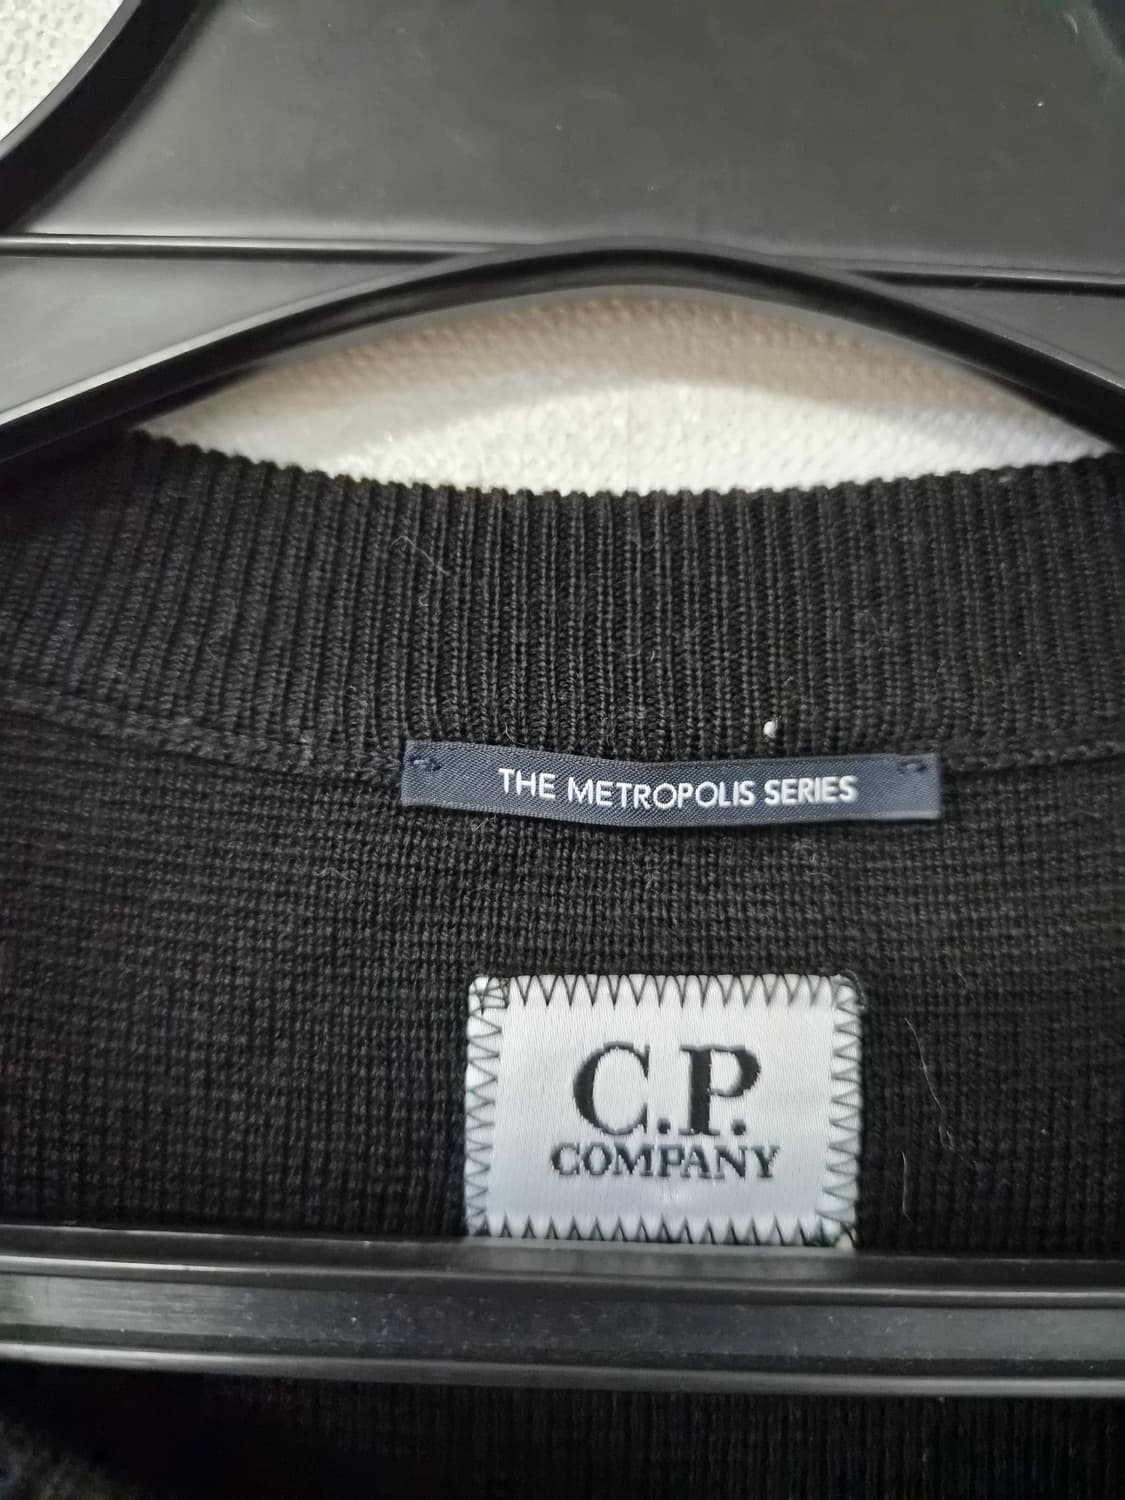 THE METROPOLIS SERIES
C.P.
COMPANY